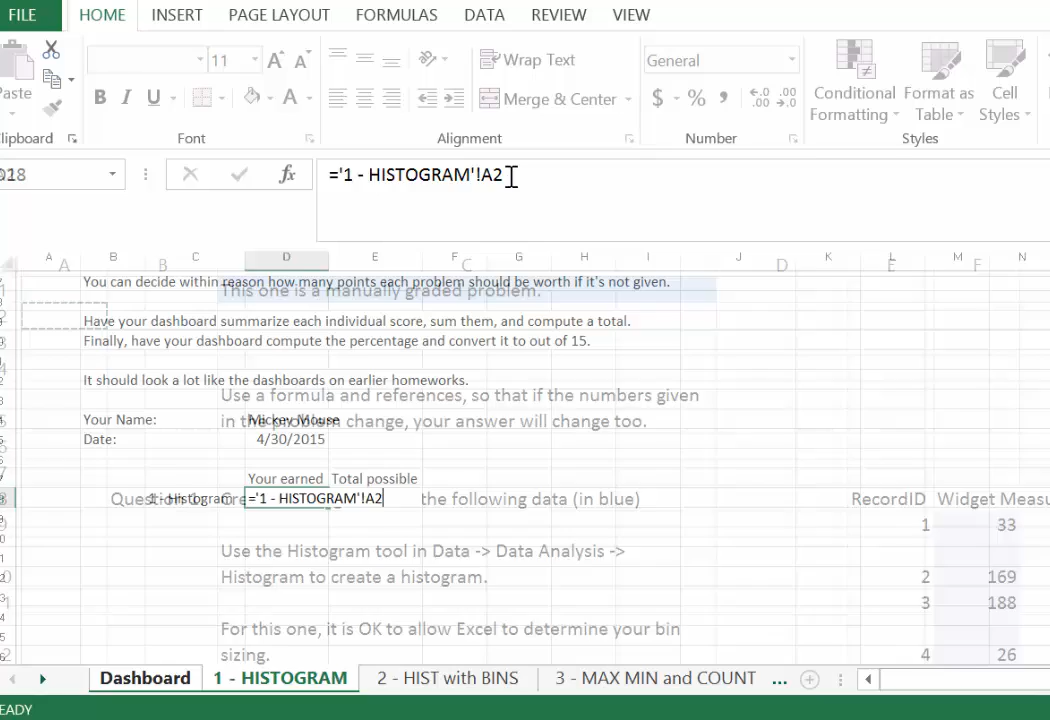 FILE HOME INSERT PAGE LAYOUT FORMULAS DATA REVIEW VIEW
11 A A Wrap Text General Conditional Format as Cell
Paste B I U A Merge & Center $ % , .00 .00 Formatting Table Styles
Clipboard Font Alignment Number Styles
D18 fx ='1 - HISTOGRAM'!A2
A B C D E F G H I J K L M N
A B C D E F
You can decide within reason how many points each problem should be worth if it's not given.
This one is a manually graded problem.
Have your dashboard summarize each individual score, sum them, and compute a total.
Finally, have your dashboard compute the percentage and convert it to out of 15.
It should look a lot like the dashboards on earlier homeworks.
Use a formula and references, so that if the numbers given
Your Name: Mickey Mouse
in the problem change, your answer will change too.
Date: 4/30/2015
Your earned Total possible
1 - Histogram ='1 - HISTOGRAM'!A2
Question the following data (in blue) RecordID Widget Measu
1 33
Use the Histogram tool in Data -> Data Analysis ->
Histogram to create a histogram. 2 169
3 188
For this one, it is OK to allow Excel to determine your bin
sizing. 4 26
Dashboard 1 - HISTOGRAM 2 - HIST with BINS 3 - MAX MIN and COUNT ...
READY